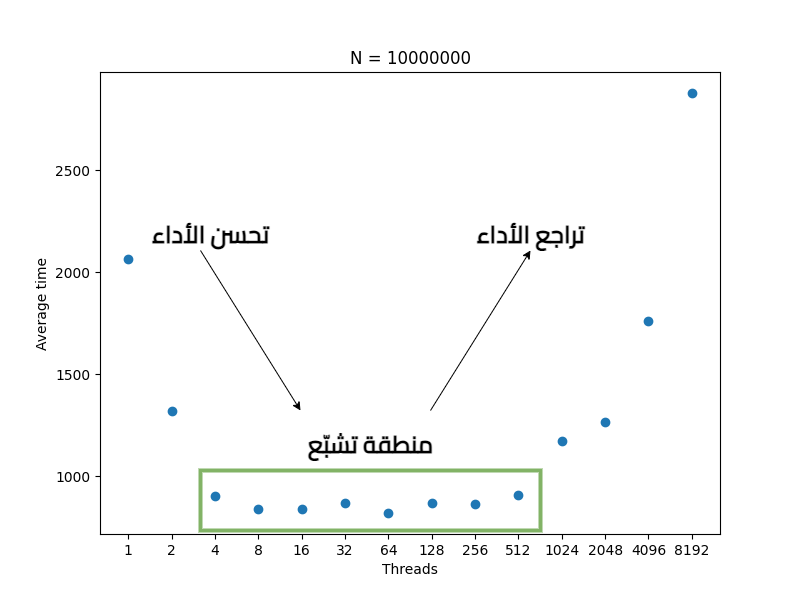 N = 10000000
2500
2000
1500
1000
Average time
تحسن الأداء
تراجع الأداء
منطقة تشبّع
1 2 4 8 16 32 64 128 256 512 1024 2048 4096 8192
Threads